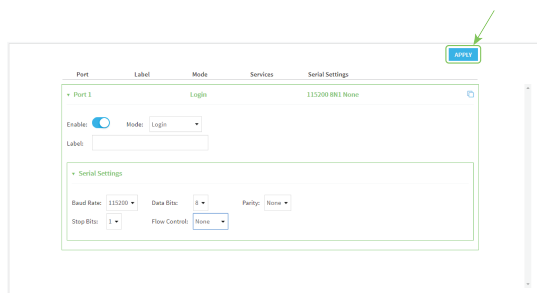 APPLY
Port Label Mode Services Serial Settings
Port 1 Login 115200 8N1 None
Enable: Mode: Login
Label:
Serial Settings
Baud Rate: 115200 Data Bits: 8 Parity: None
Stop Bits: 1 Flow Control: None